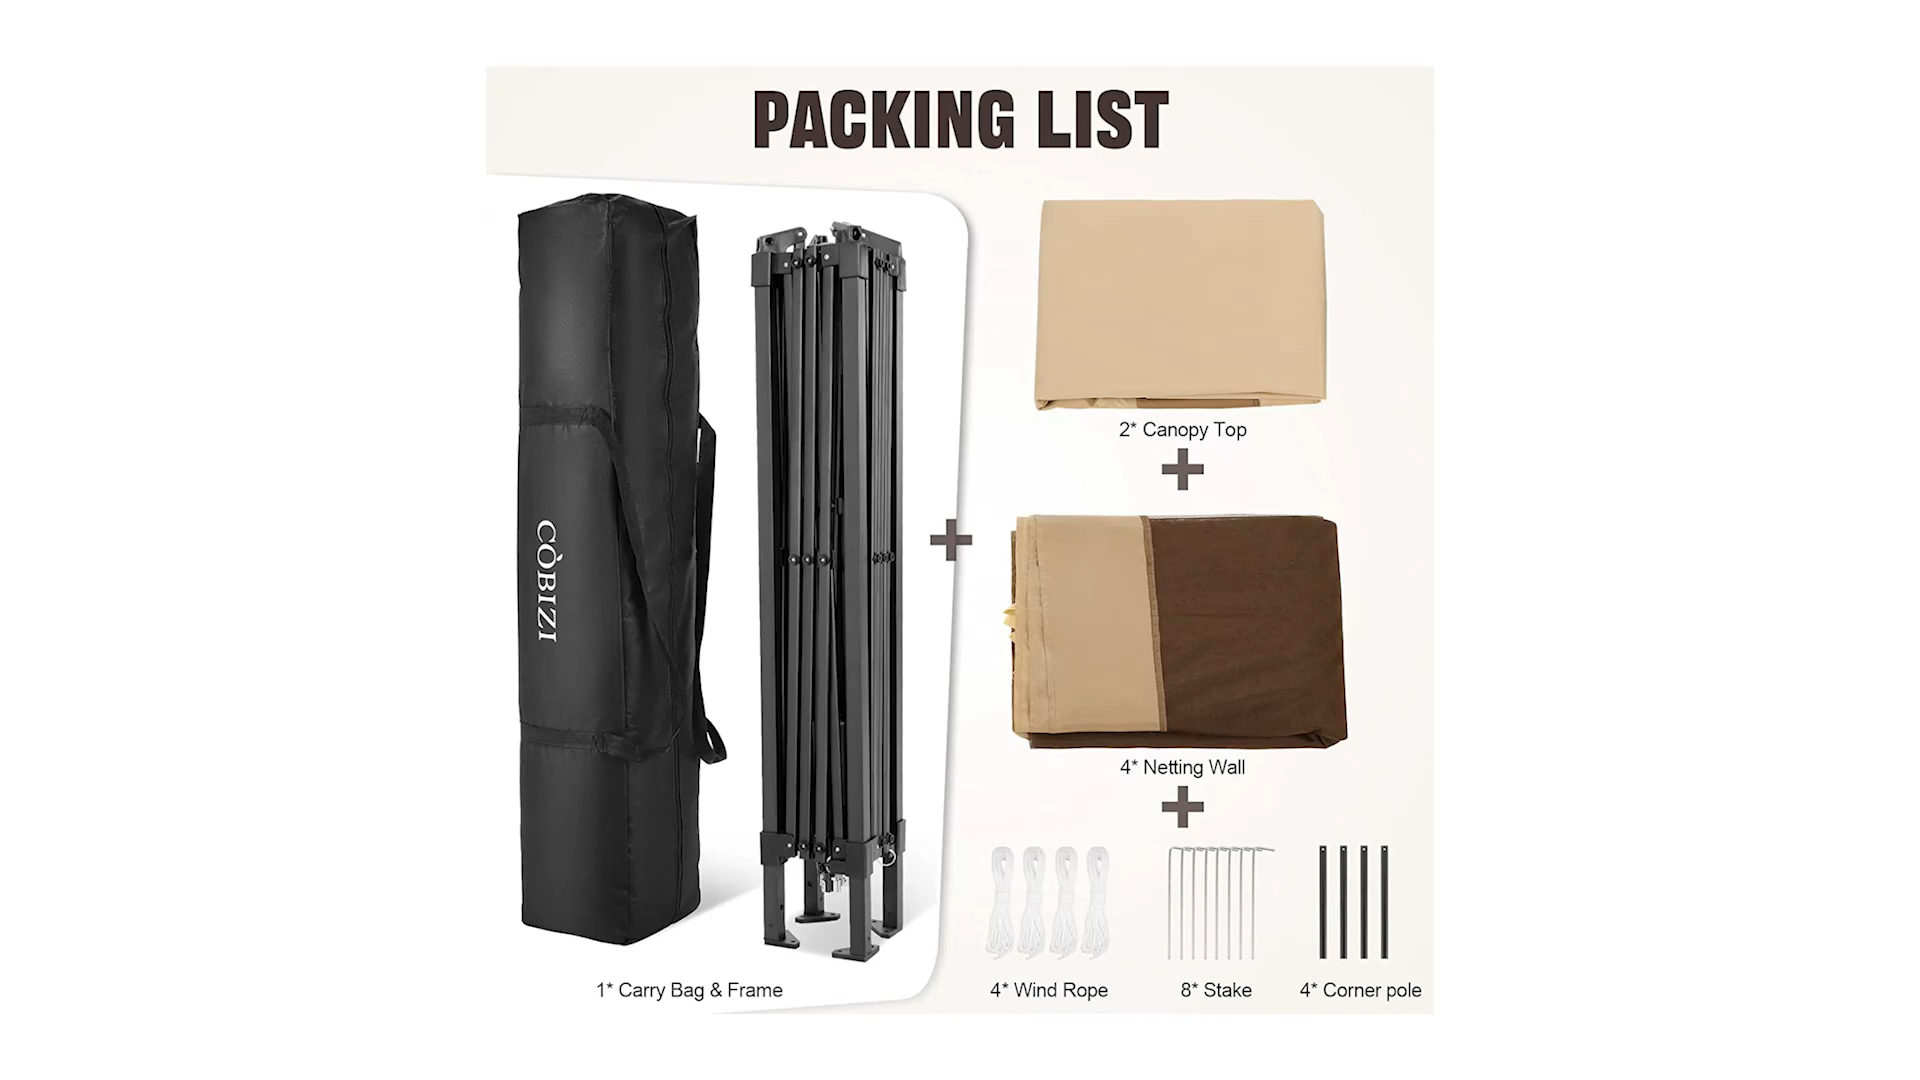 PACKING LIST
COBIZI
2* Canopy Top
4* Netting Wall
1* Carry Bag & Frame
4* Wind Rope
8* Stake
4* Corner pole